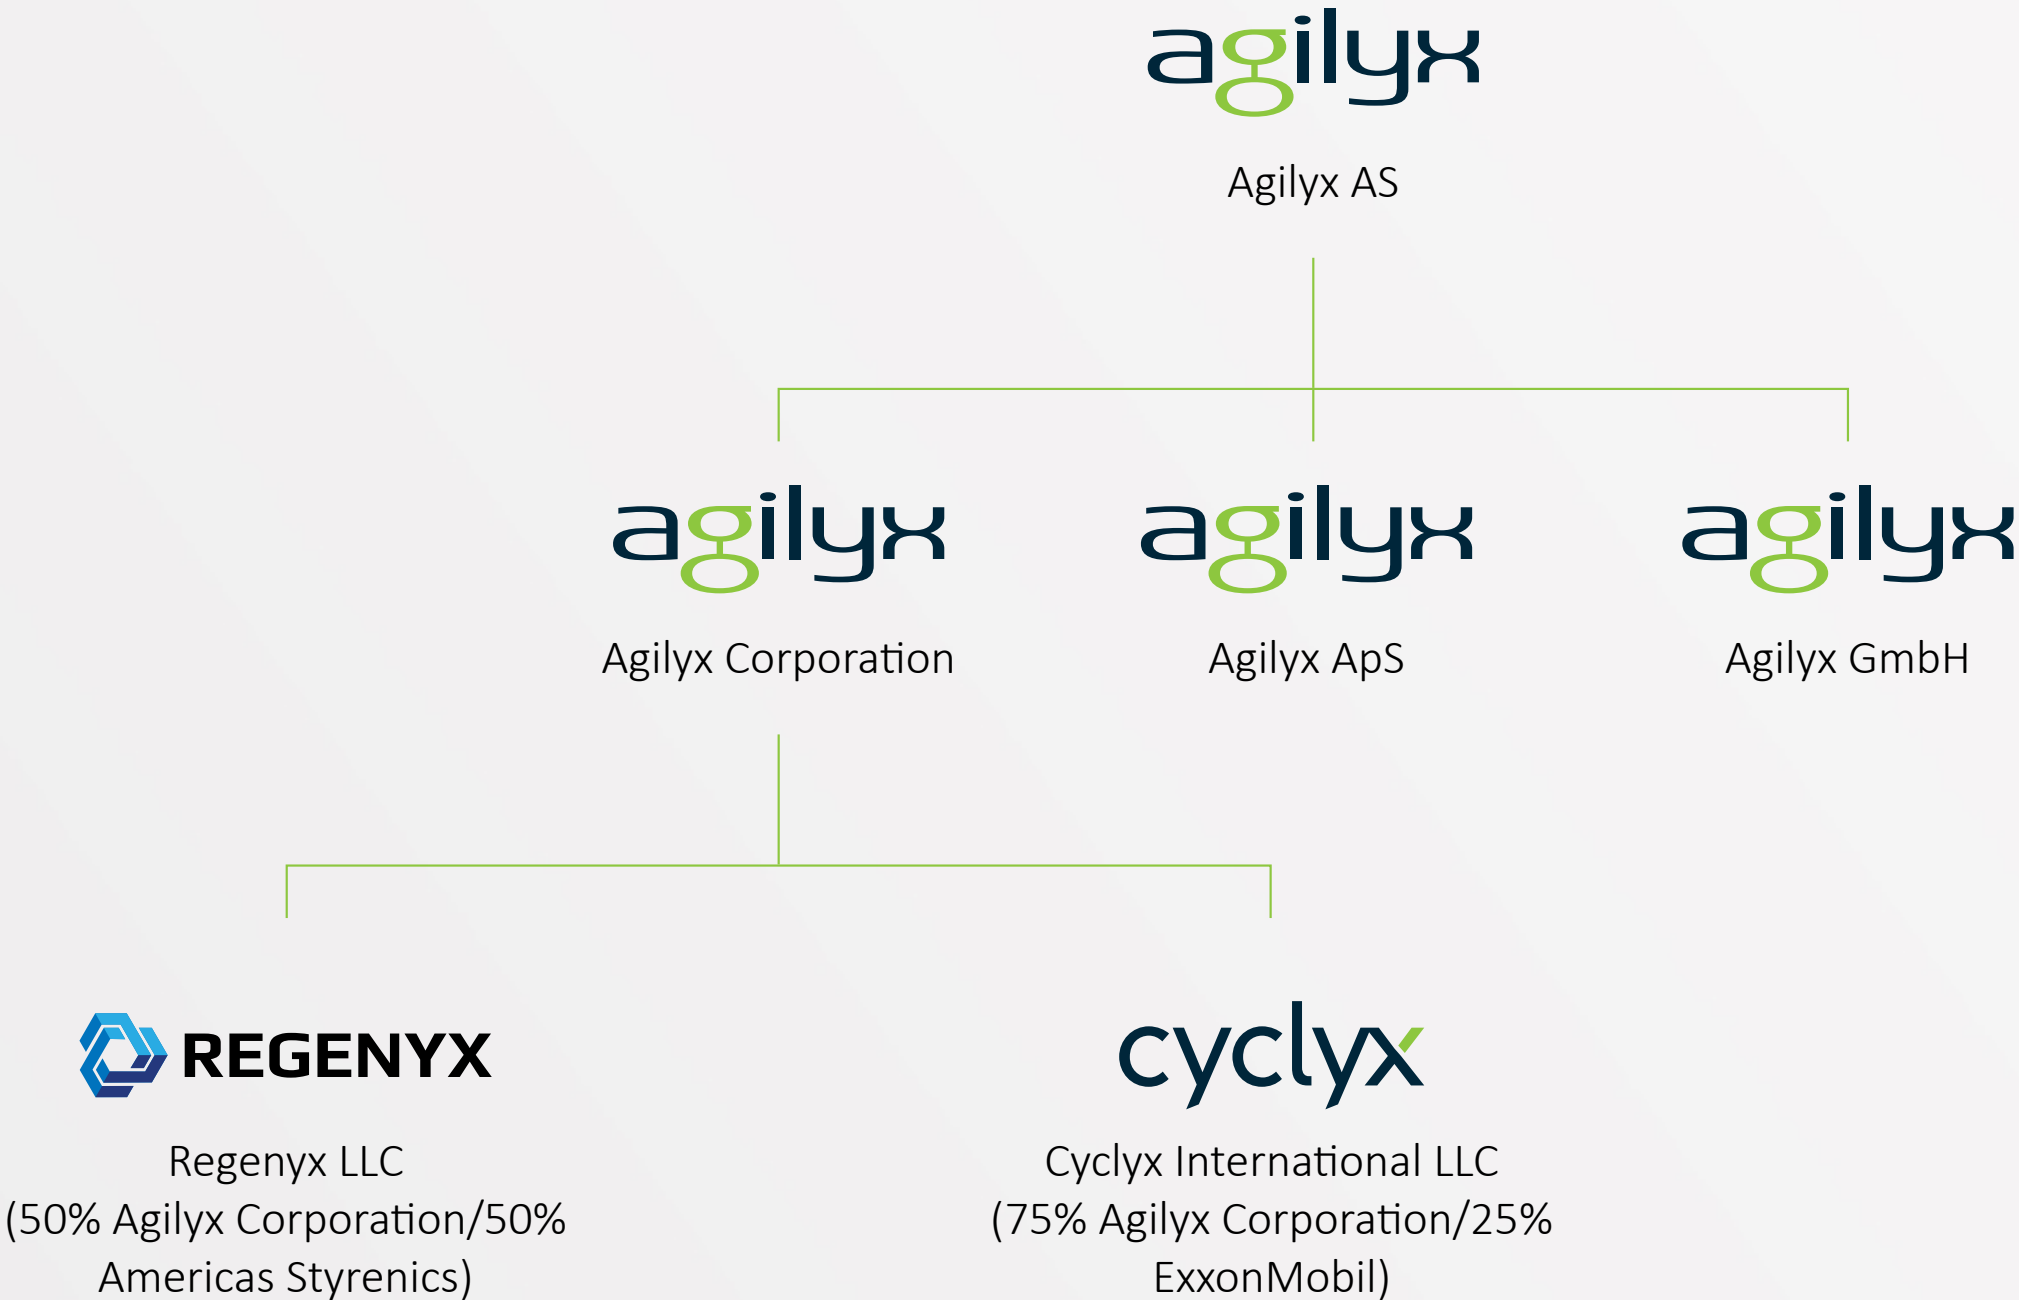 agilyx
Agilyx AS
agilyx agilyx agilyx
Agilyx Corporation Agilyx ApS Agilyx GmbH
REGENYX cyclyx
Regenyx LLC
(50% Agilyx Corporation/50%
Americas Styrenics)
Cyclyx International LLC
(75% Agilyx Corporation/25%
ExxonMobil)